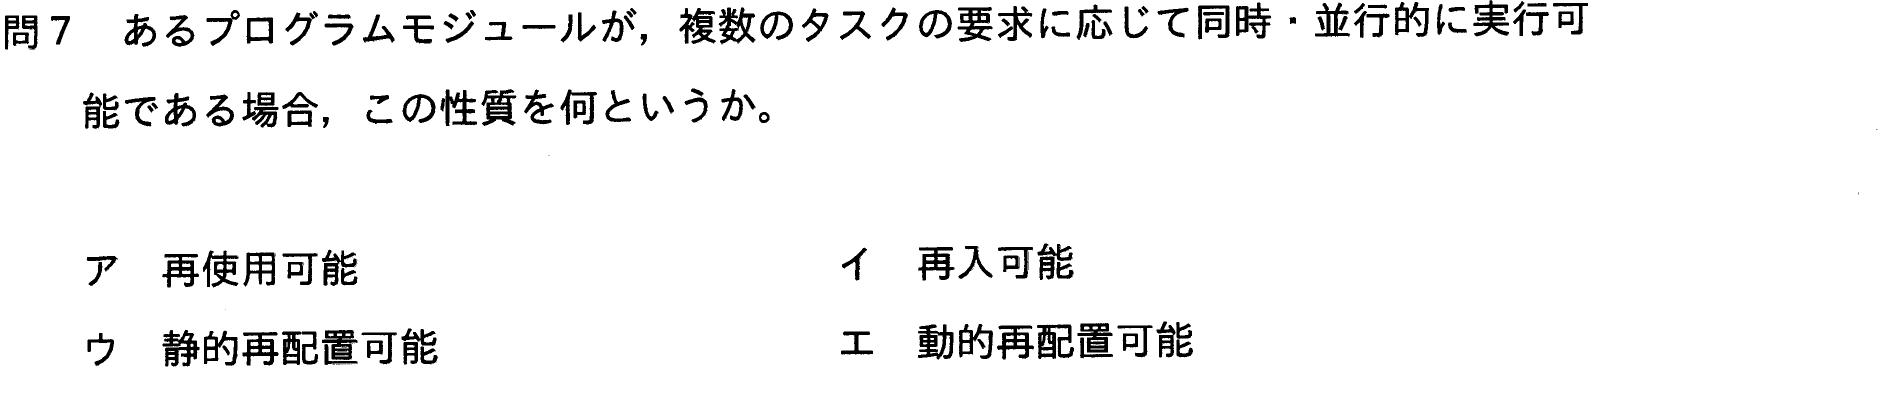 問７　あるプログラムモジュールが，複数のタスクの要求に応じて同時・並行的に実行可
能である場合，この性質を何というか。
ア　再使用可能　イ　再入可能
ウ　静的再配置可能　エ　動的再配置可能